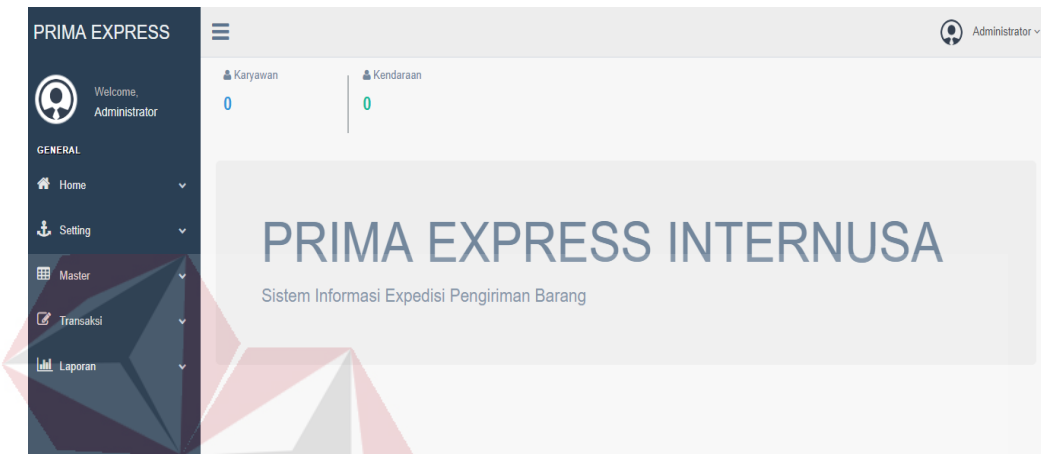 PRIMA EXPRESS
Administrator
Welcome,
Administrator
GENERAL
Home
Setting
Master
Transaksi
Laporan
Karyawan
0
Kendaraan
0
PRIMA EXPRESS INTERNUSA
Sistem Informasi Expedisi Pengiriman Barang